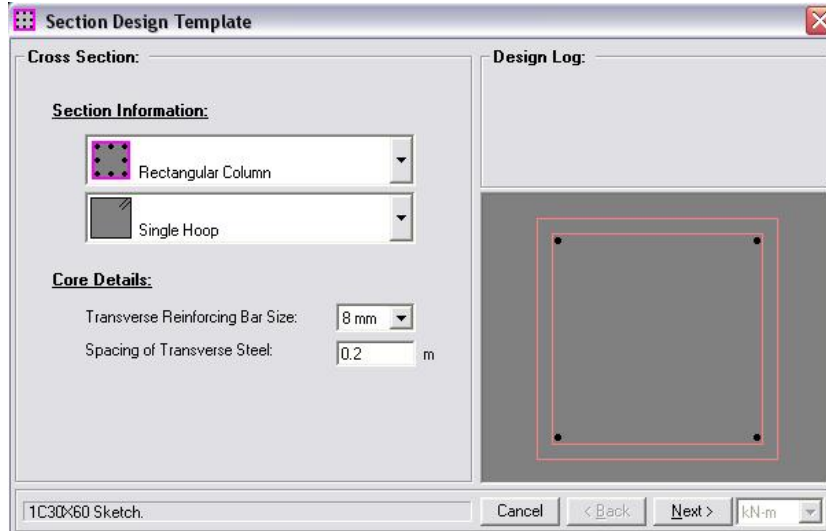 Section Design Template
Cross Section:
Section Information:
Rectangular Column
Single Hoop
Core Details:
Transverse Reinforcing Bar Size: 8 mm
Spacing of Transverse Steel: 0.2 m
Design Log:
1C30X60 Sketch.
Cancel < Back Next > kN-m